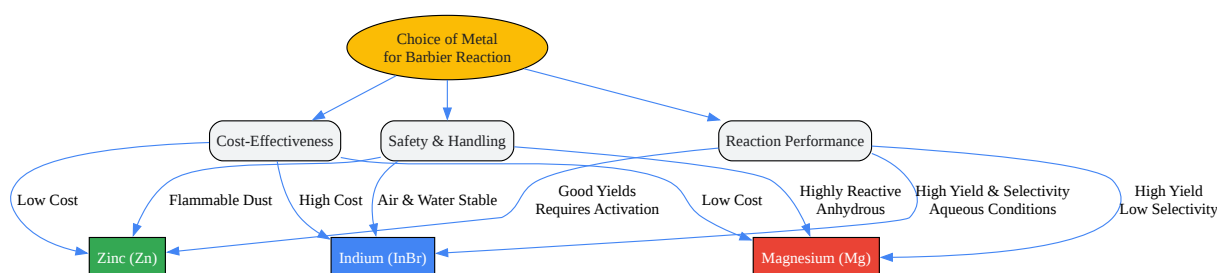 Choice of Metal
for Barbier Reaction
Cost-Effectiveness
Safety & Handling
Reaction Performance
Low Cost
Flammable Dust
High Cost
Air & Water Stable
Good Yields
Requires Activation
Low Cost
Highly Reactive
Anhydrous
High Yield & Selectivity
Aqueous Conditions
High Yield
Low Selectivity
Zinc (Zn)
Indium (InBr)
Magnesium (Mg)